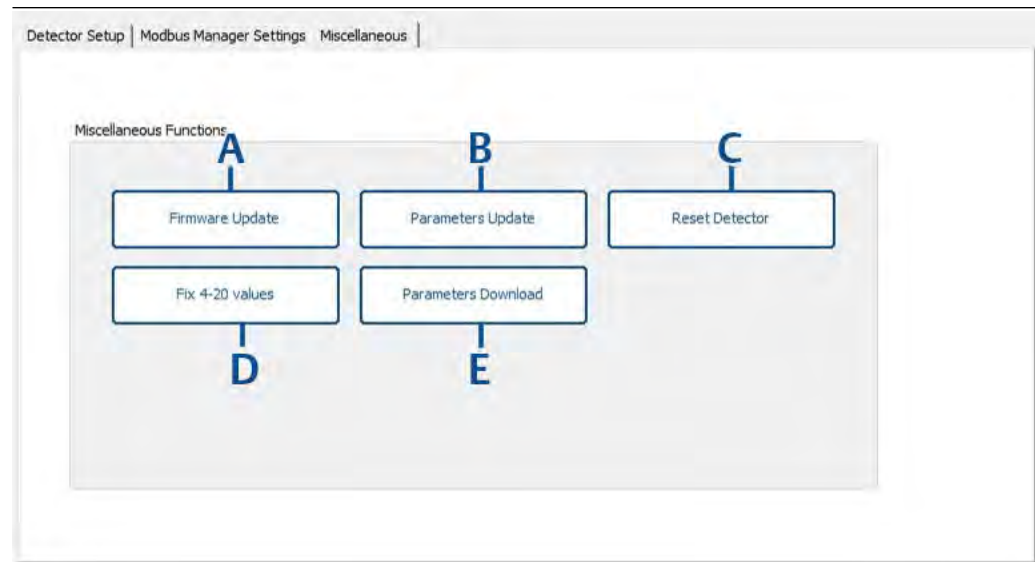 Detector Setup | Modbus Manager Settings Miscellaneous |
Miscellaneous Functions
A B C
Firmware Update Parameters Update Reset Detector
Fix 4-20 values Parameters Download
D E